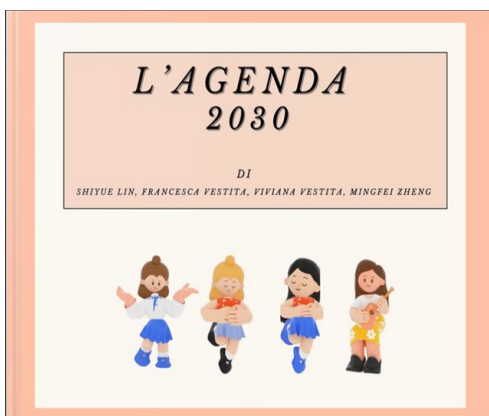 L’AGENDA
2030
DI
SHIYUE LIN, FRANCESCA VESTITA, VIVIANA VESTITA, MINGFEI ZHENG